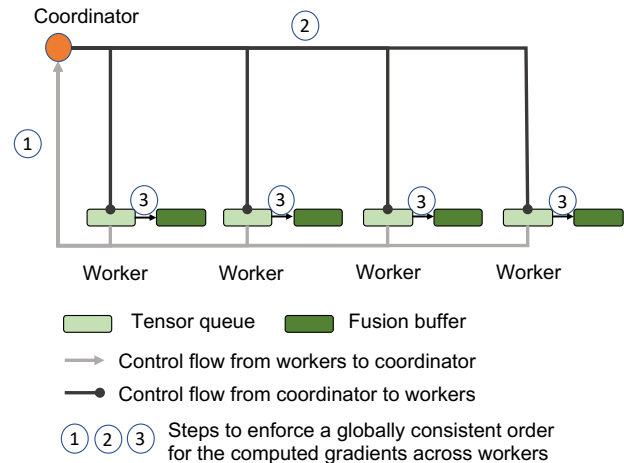 Coordinator
2
1
3 3 3 3
Worker Worker Worker Worker
Tensor queue Fusion buffer
Control flow from workers to coordinator
Control flow from coordinator to workers
1 2 3 Steps to enforce a globally consistent order
for the computed gradients across workers